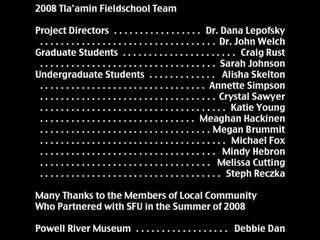 2008 Tla'amin Fieldschool Team
Project Directors . . . . . . . . . . . . . . . . Dr. Dana Lepofsky
. . . . . . . . . . . . . . . . . . . . . . . . . . . . . . . . Dr. John Welch
Graduate Students . . . . . . . . . . . . . . . . . . . . Craig Rust
. . . . . . . . . . . . . . . . . . . . . . . . . . . . . . . . Sarah Johnson
Undergraduate Students . . . . . . . . . . . . Alisha Skelton
. . . . . . . . . . . . . . . . . . . . . . . . . . . . . . Annette Simpson
. . . . . . . . . . . . . . . . . . . . . . . . . . . . . . . . Crystal Sawyer
. . . . . . . . . . . . . . . . . . . . . . . . . . . . . . . . . . Katie Young
. . . . . . . . . . . . . . . . . . . . . . . . . . . . Meaghan Hackinen
. . . . . . . . . . . . . . . . . . . . . . . . . . . . . . . Megan Brummit
. . . . . . . . . . . . . . . . . . . . . . . . . . . . . . . . . . Michael Fox
. . . . . . . . . . . . . . . . . . . . . . . . . . . . . . . . Mindy Hebron
. . . . . . . . . . . . . . . . . . . . . . . . . . . . . . . Melissa Cutting
. . . . . . . . . . . . . . . . . . . . . . . . . . . . . . . . . Steph Reczka
Many Thanks to the Members of Local Community
Who Partnered with SFU in the Summer of 2008
Powell River Museum . . . . . . . . . . . . . . . . . Debbie Dan